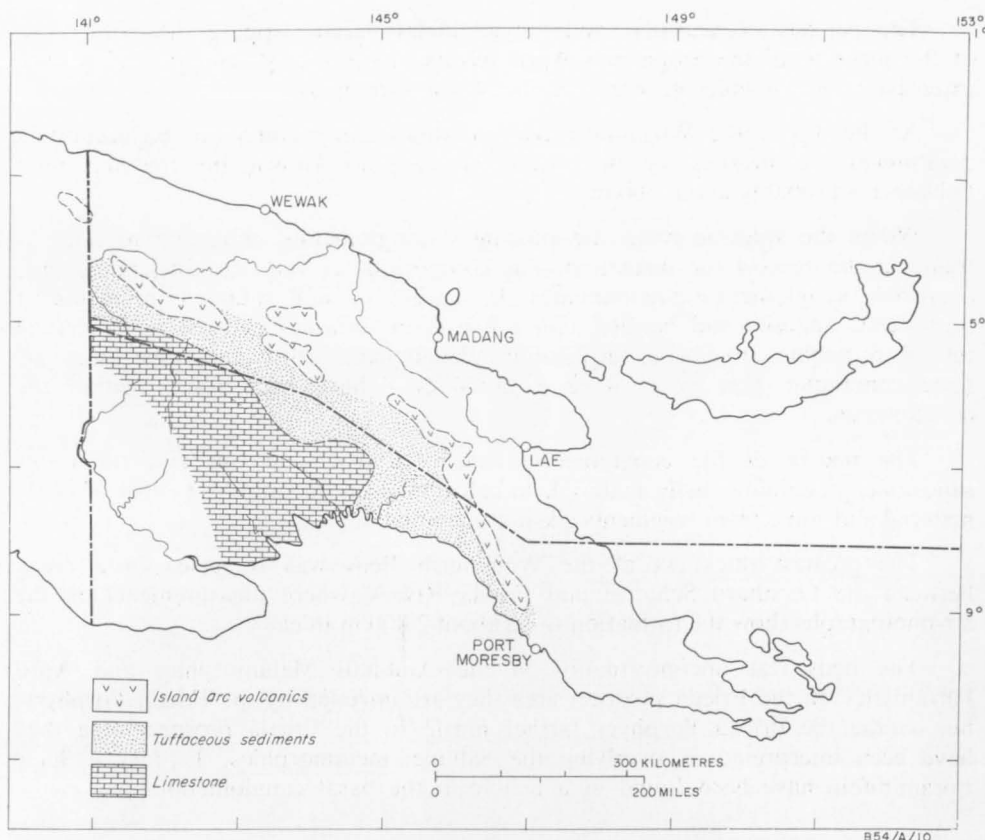 141° 145° 149° 153°
1°
WEWAK
5°
MADANG
LAE
9°
PORT
MORESBY
Island arc volcanics
Tuffaceous sediments
Limestone
300 KILOMETRES
0
200 MILES
B54/A/10